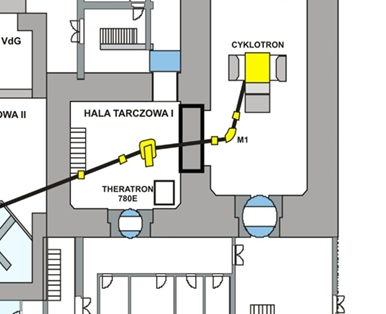 VdG
CYKLOTRON
OWA II
HALA TARCZOWA I
M1
THERATRON
780E